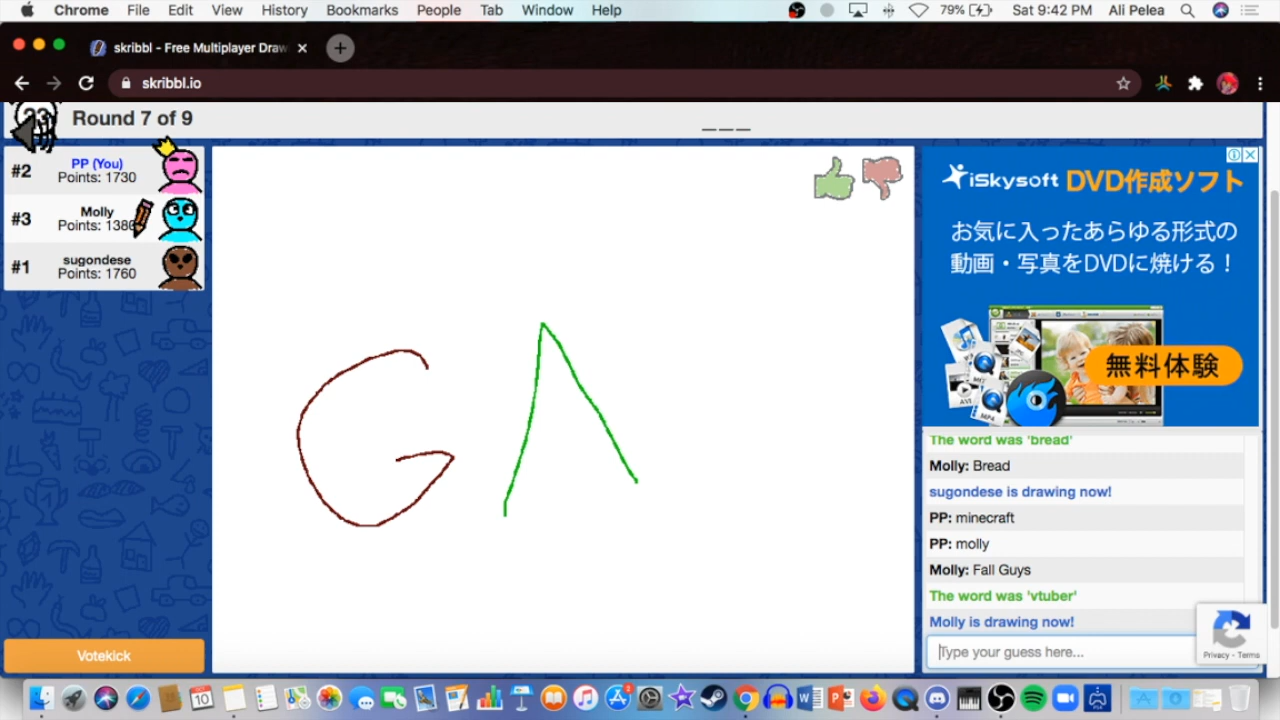 Chrome File Edit View History Bookmarks People Tab Window Help 79% Sat 9:42 PM Ali Pelea
skribbl - Free Multiplayer Draw
skribbl.io
23
Round 7 of 9
___
#2 PP (You)
Points: 1730
#3 Molly
Points: 1380
#1 sugondese
Points: 1760
Votekick
G
iSkysoft DVD作成ソフト
お気に入ったあらゆる形式の
動画・写真をDVDに焼ける！
無料体験
AVI
MP4
The word was 'bread'
Molly: Bread
sugondese is drawing now!
PP: minecraft
PP: molly
Molly: Fall Guys
The word was 'vtuber'
Molly is drawing now!
Type your guess here...
Privacy - Terms
10